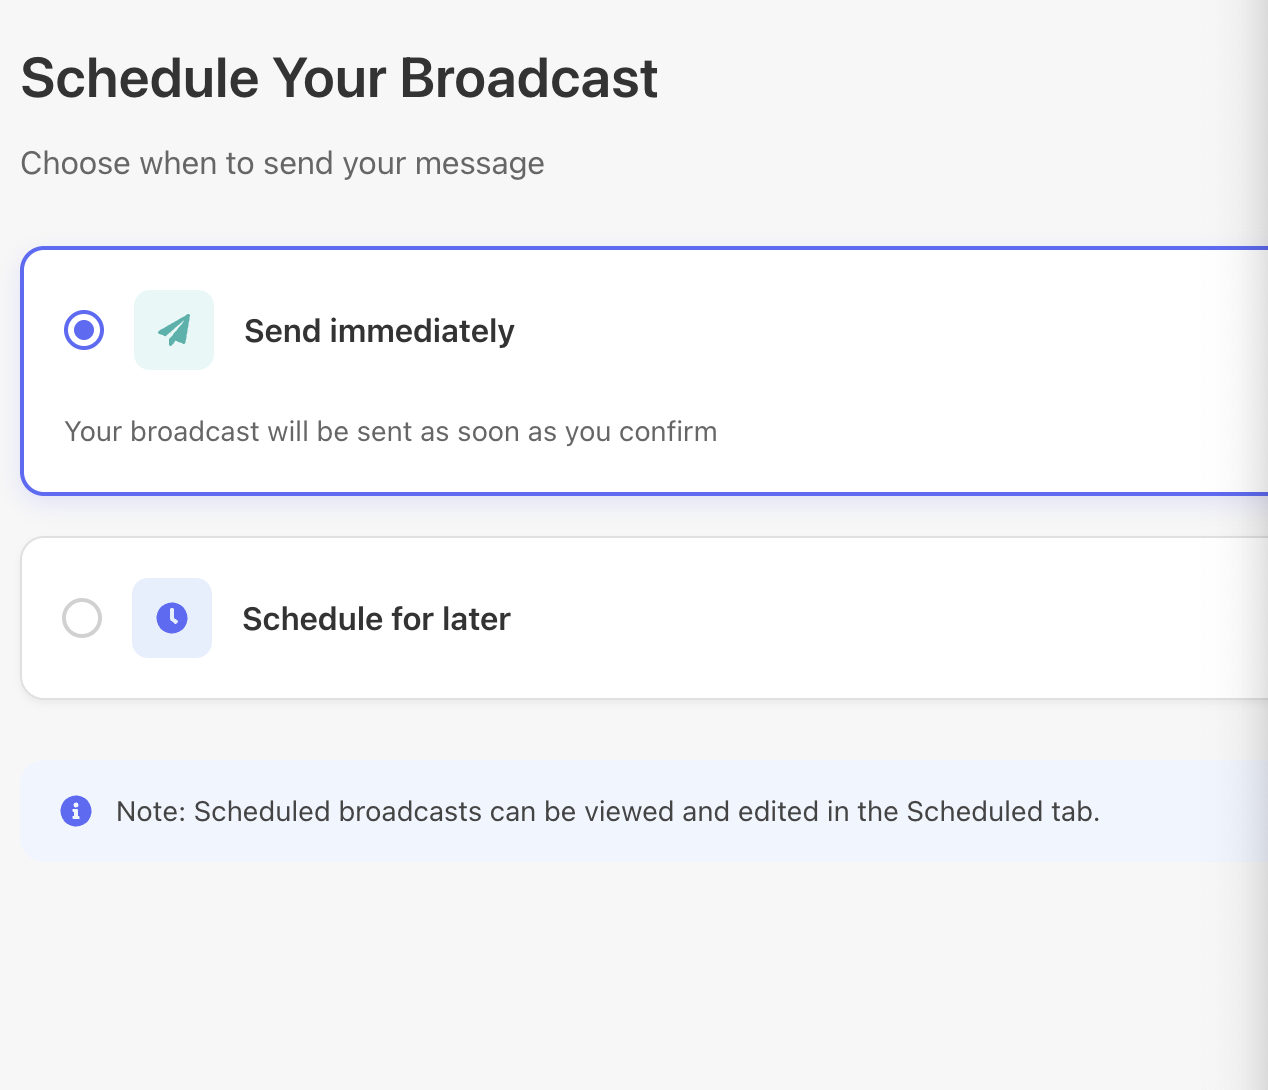 Schedule Your Broadcast
Choose when to send your message
Send immediately
Your broadcast will be sent as soon as you confirm
Schedule for later
Note: Scheduled broadcasts can be viewed and edited in the Scheduled tab.